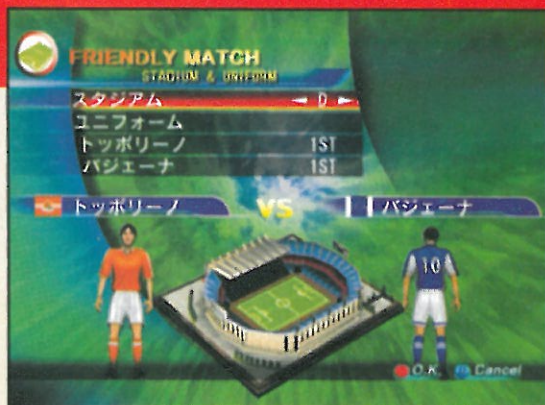 FRIENDLY MATCH
STADIUM & UNIFORM
スタジアム ◄ D ►
ユニフォーム
トッポリーノ 1ST
バジェーナ 1ST
トッポリーノ VS バジェーナ
10
O.K. Cancel